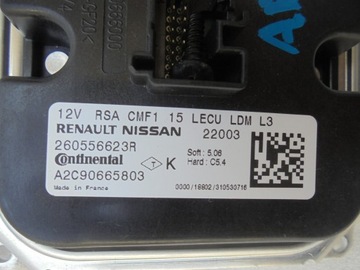 12V RSA CMF1 15 LECU LDM L3
RENAULT NISSAN 22003
260556623R
Continental T K
Soft : 5.06
Hard : C5.4
A2C90665803
Made in France
0000/18802/310530716